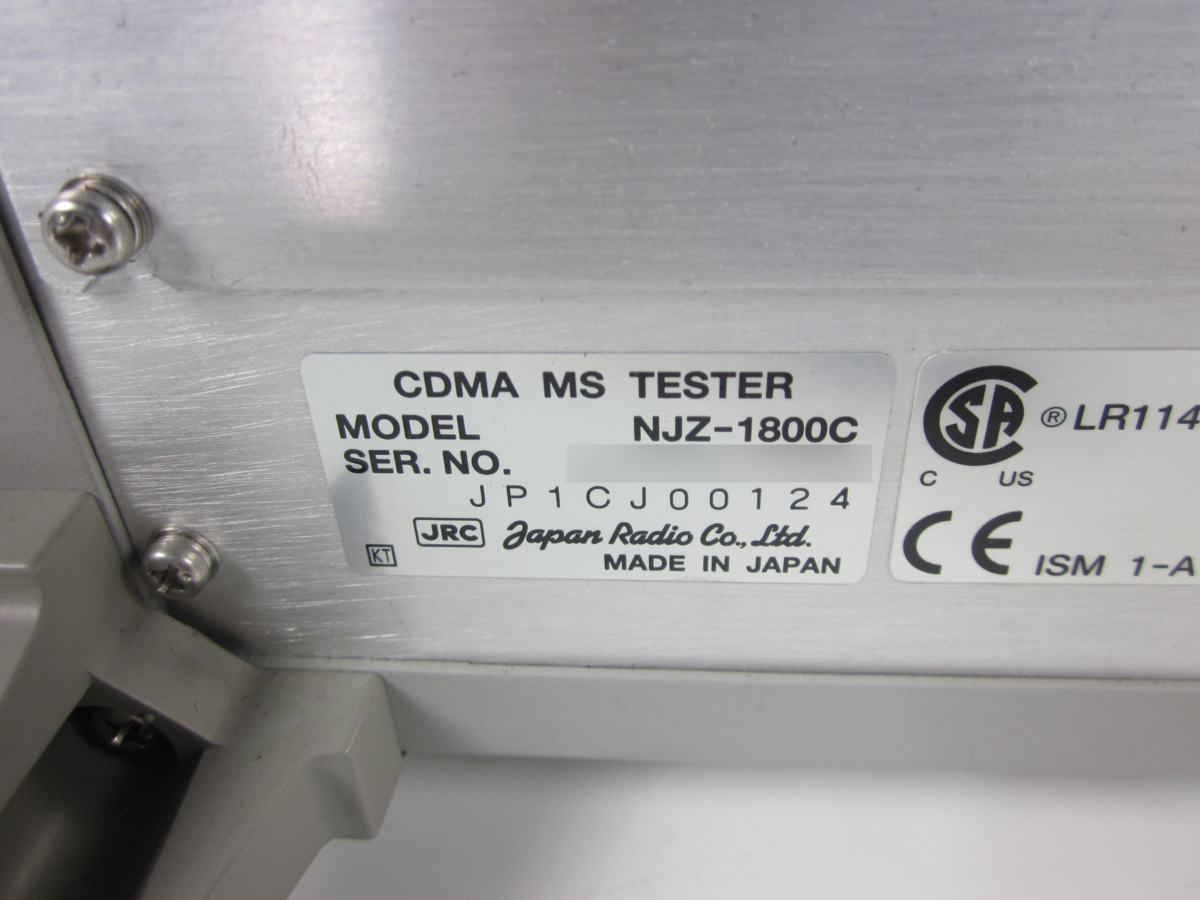 CDMA MS TESTER
MODEL NJZ-1800C
SER. NO.
JP1CJ00124
JRC Japan Radio Co., Ltd.
KT
MADE IN JAPAN
CSA
® LR114
C US
CE ISM 1-A